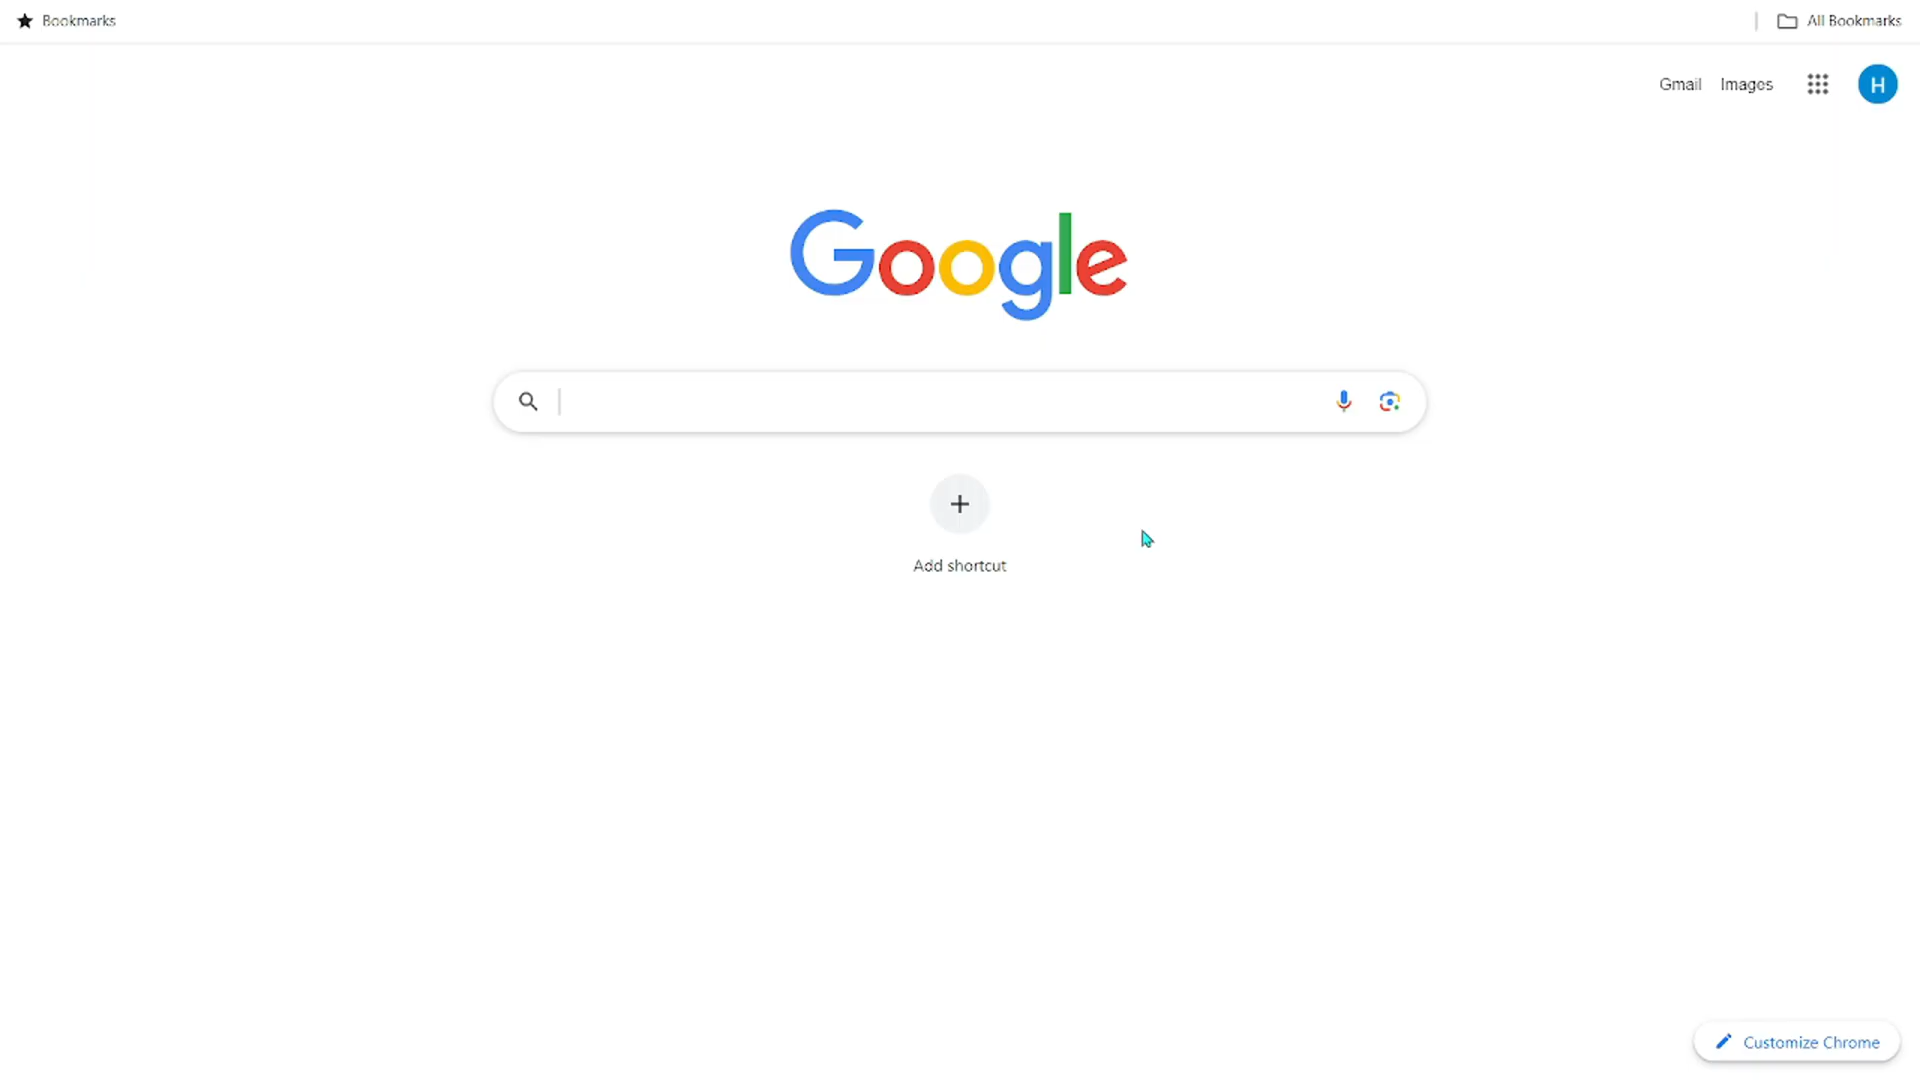 Bookmarks
All Bookmarks
Gmail
Images
H
Google
Add shortcut
Customize Chrome